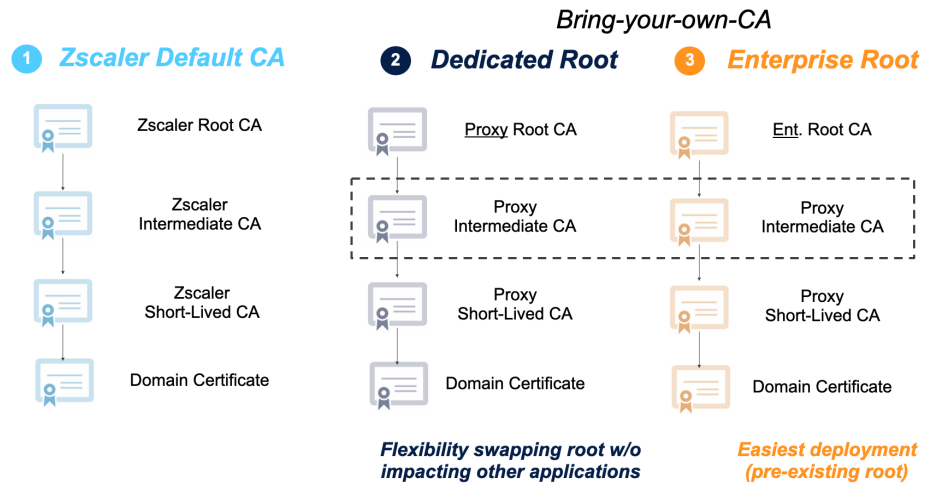 Bring-your-own-CA
1 Zscaler Default CA
2 Dedicated Root
3 Enterprise Root
Zscaler Root CA
Proxy Root CA
Ent. Root CA
Zscaler
Intermediate CA
Proxy
Intermediate CA
Proxy
Intermediate CA
Zscaler
Short-Lived CA
Proxy
Short-Lived CA
Proxy
Short-Lived CA
Domain Certificate
Domain Certificate
Domain Certificate
Flexibility swapping root w/o
impacting other applications
Easiest deployment
(pre-existing root)